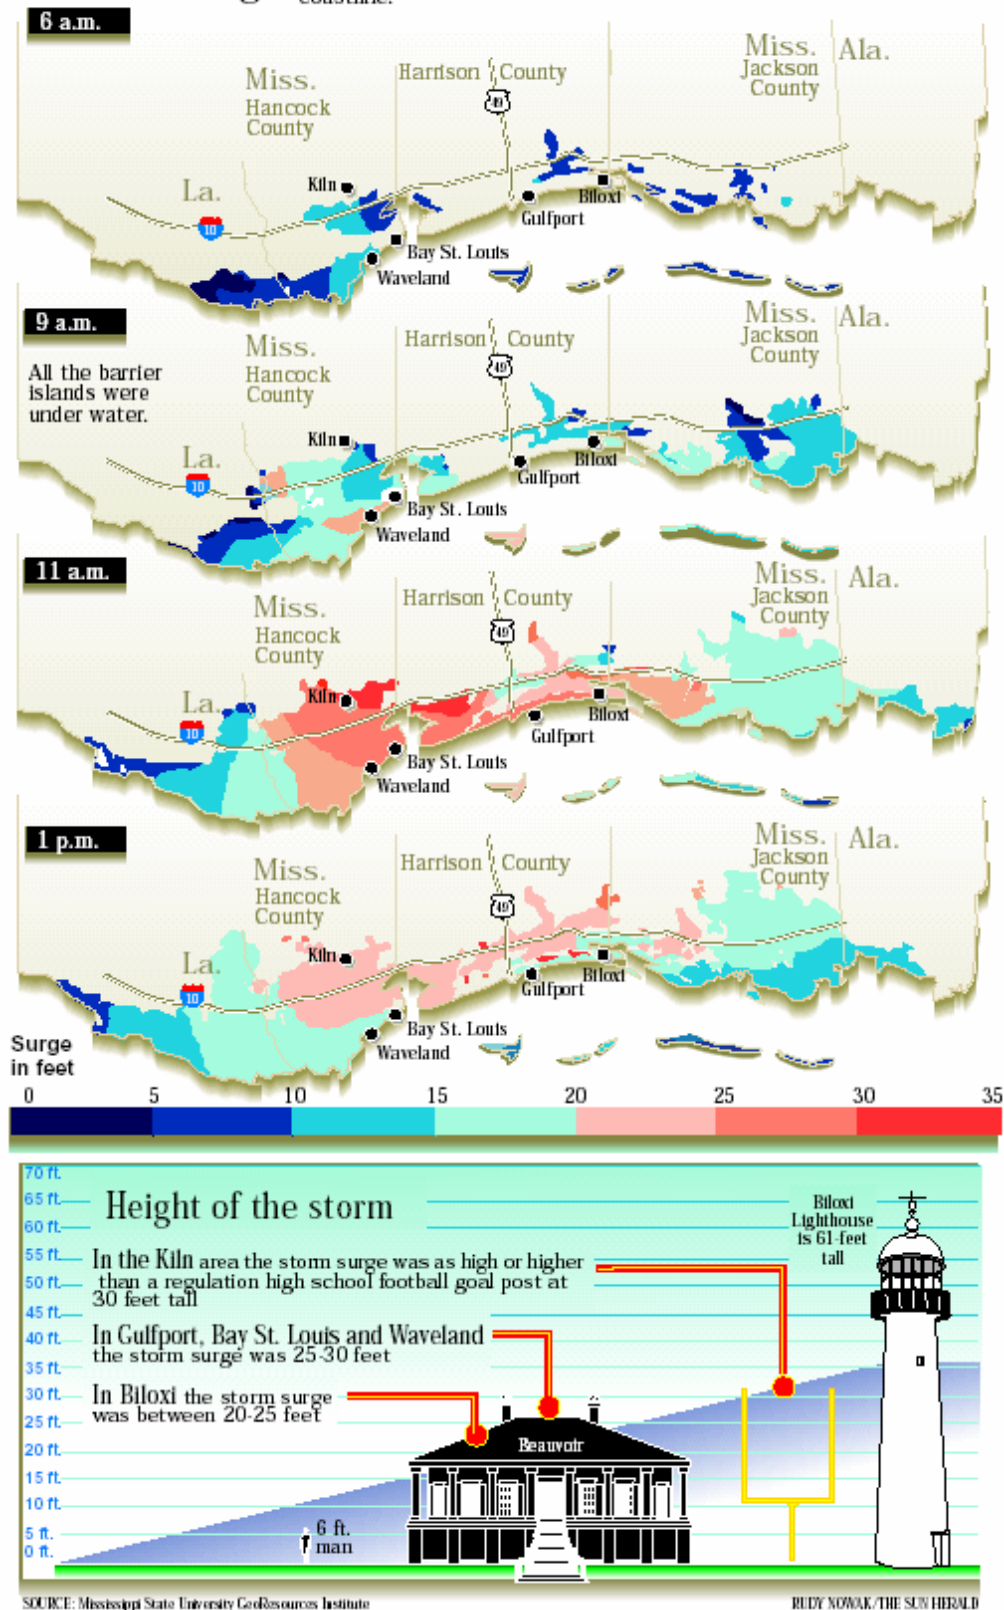 coastline.
6 a.m.
Miss.
Hancock
County
Harrison County
49
Miss.
Jackson
County
Ala.
La.
10
Kiln
Biloxi
Gulfport
Bay St. Louis
Waveland
9 a.m.
All the barrier
islands were
under water.
Miss.
Hancock
County
Harrison County
49
Miss.
Jackson
County
Ala.
La.
10
Kiln
Biloxi
Gulfport
Bay St. Louis
Waveland
11 a.m.
Miss.
Hancock
County
Harrison County
49
Miss.
Jackson
County
Ala.
La.
10
Kiln
Biloxi
Gulfport
Bay St. Louis
Waveland
1 p.m.
Miss.
Hancock
County
Harrison County
49
Miss.
Jackson
County
Ala.
La.
10
Kiln
Biloxi
Gulfport
Bay St. Louis
Waveland
Surge
in feet
0 5 10 15 20 25 30 35
70 ft.
65 ft.
60 ft.
55 ft.
50 ft.
45 ft.
40 ft.
35 ft.
30 ft.
25 ft.
20 ft.
15 ft.
10 ft.
5 ft.
0 ft.
Height of the storm
In the Kiln area the storm surge was as high or higher
than a regulation high school football goal post at
30 feet tall
In Gulfport, Bay St. Louis and Waveland
the storm surge was 25-30 feet
In Biloxi the storm surge
was between 20-25 feet
Biloxi
Lighthouse
is 61-feet
tall
Beauvoir
6 ft.
man
SOURCE: Mississippi State University GeoResources Institute
RUDY NOWAK/THE SUN HERALD